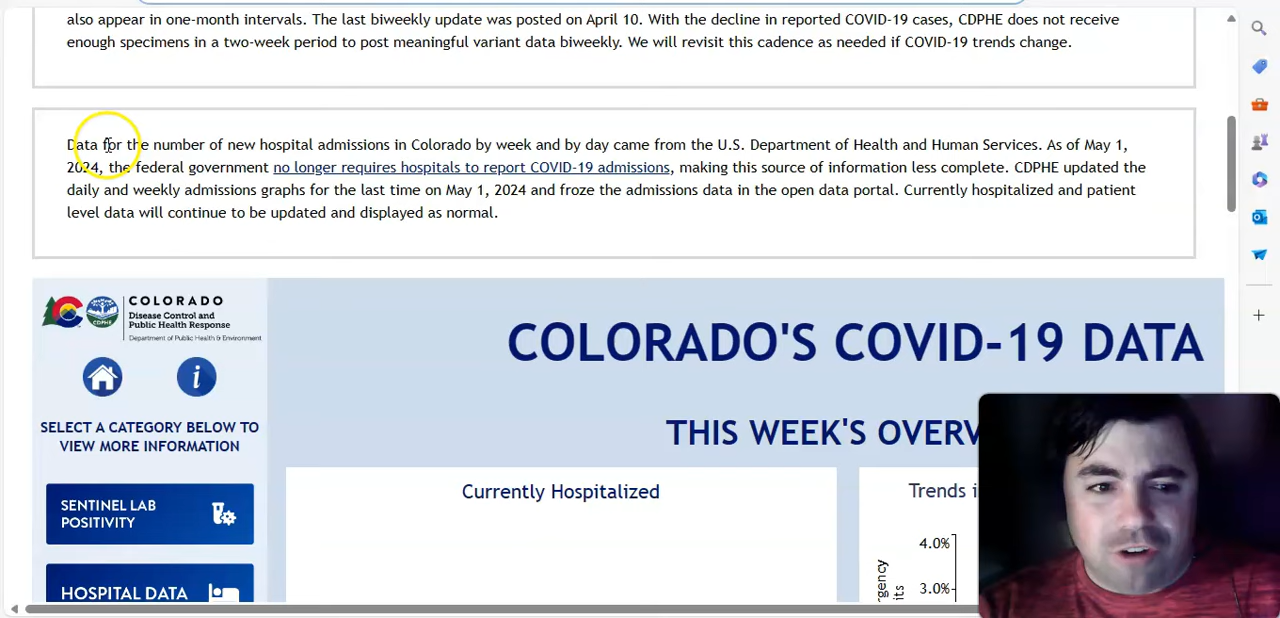 also appear in one-month intervals. The last biweekly update was posted on April 10. With the decline in reported COVID-19 cases, CDPHE does not receive
enough specimens in a two-week period to post meaningful variant data biweekly. We will revisit this cadence as needed if COVID-19 trends change.
Data for the number of new hospital admissions in Colorado by week and by day came from the U.S. Department of Health and Human Services. As of May 1,
2024, the federal government no longer requires hospitals to report COVID-19 admissions, making this source of information less complete. CDPHE updated the
daily and weekly admissions graphs for the last time on May 1, 2024 and froze the admissions data in the open data portal. Currently hospitalized and patient
level data will continue to be updated and displayed as normal.
COLORADO
Disease Control and
Public Health Response
Department of Public Health & Environment
CDPHE
i
SELECT A CATEGORY BELOW TO
VIEW MORE INFORMATION
SENTINEL LAB
POSITIVITY
HOSPITAL DATA
COLORADO'S COVID-19 DATA
THIS WEEK'S OVERV
Currently Hospitalized
Trends i
4.0%
3.0%
rgency
its